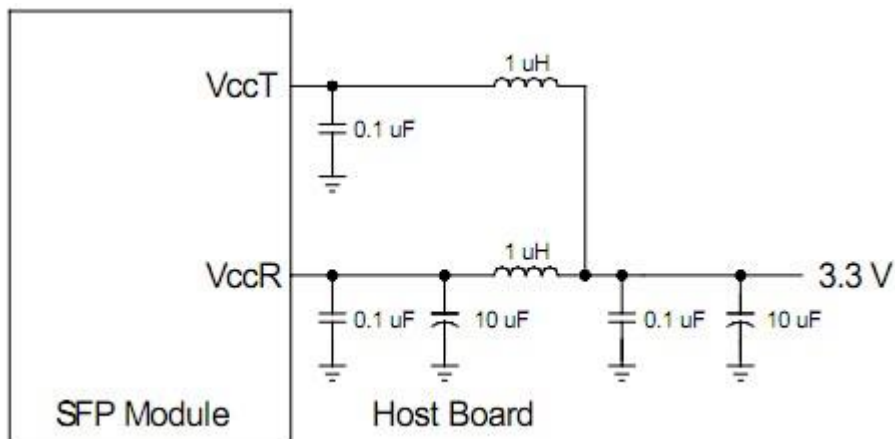 1 uH
VccT
0.1 uF
1 uH
VccR
3.3 V
0.1 uF
10 uF
0.1 uF
10 uF
SFP Module
Host Board